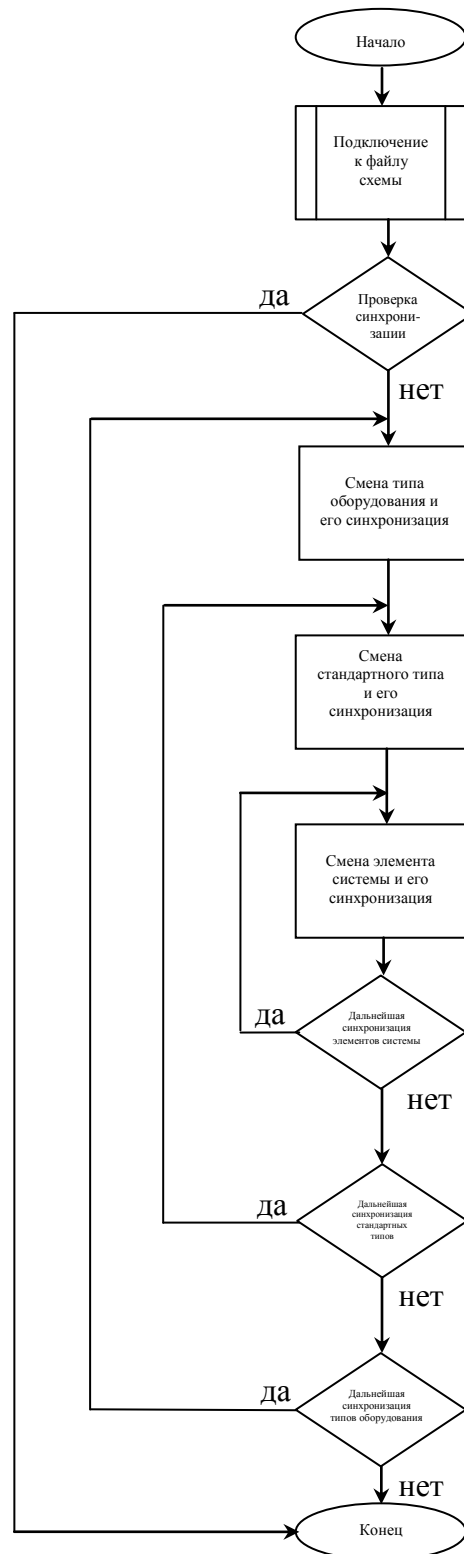 Начало
Подключение
к файлу
схемы
да
Проверка
синхрони-
зации
нет
Смена типа
оборудования и
его синхронизация
Смена
стандартного типа
и его
синхронизация
Смена элемента
системы и его
синхронизация
да
Дальнейшая
синхронизация
элементов системы
нет
да
Дальнейшая
синхронизация
стандартных
типов
нет
да
Дальнейшая
синхронизация
типов оборудования
нет
Конец